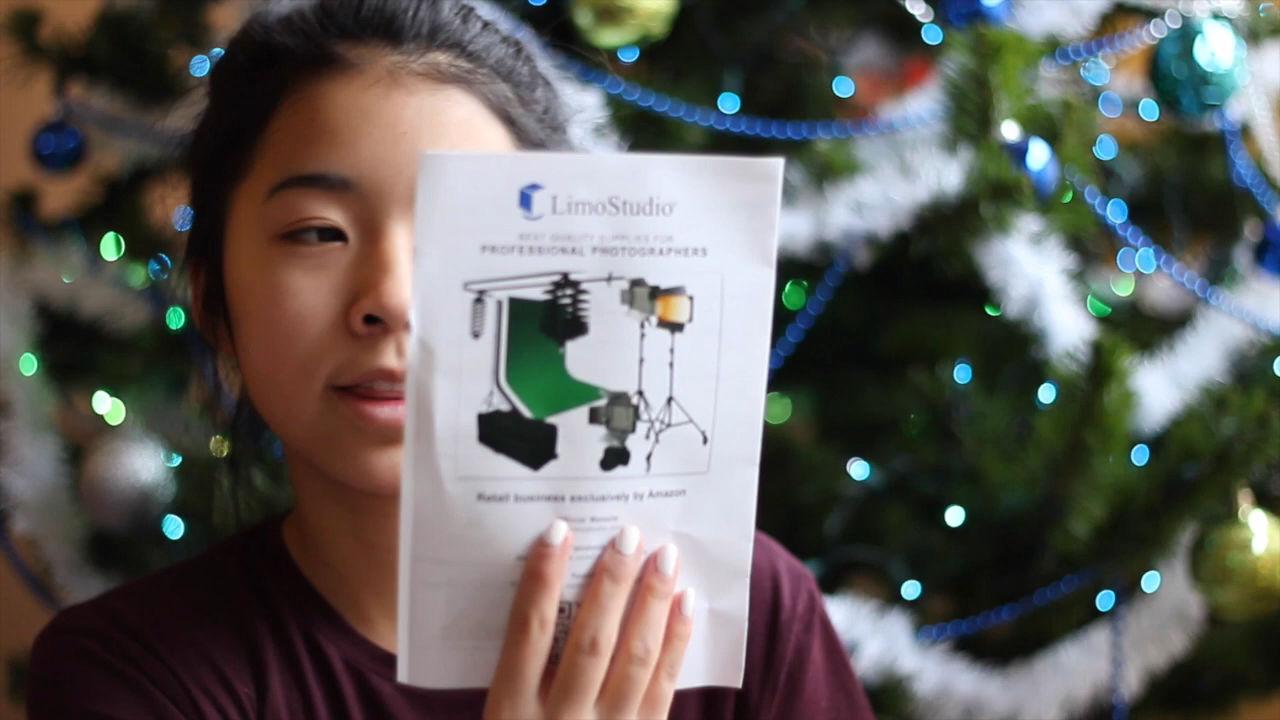 LimoStudio
BEST QUALITY SUPPLIES FOR
PROFESSIONAL PHOTOGRAPHERS
Retail business exclusively by Amazon